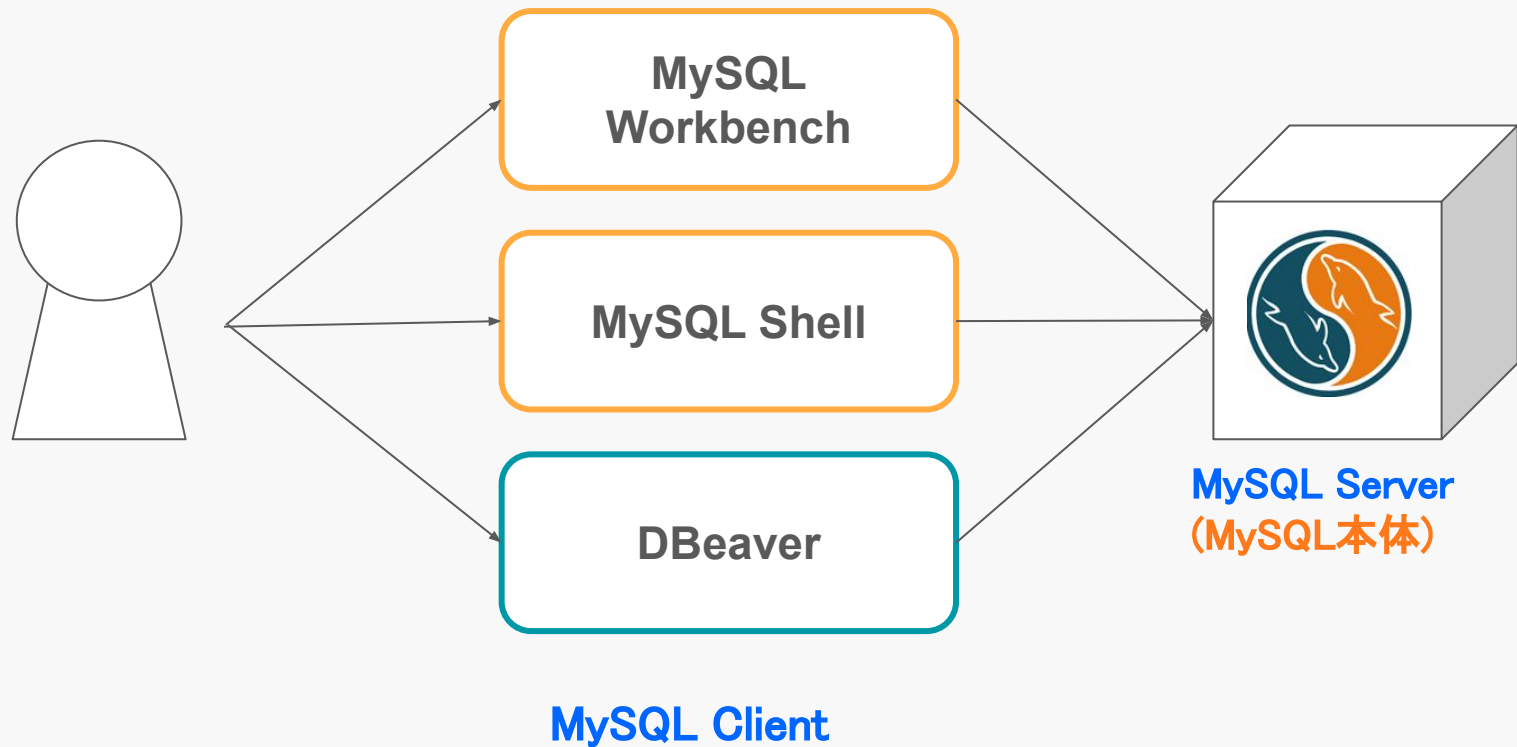 MySQL
Workbench
MySQL Shell
DBeaver
MySQL Server
(MySQL本体)
MySQL Client